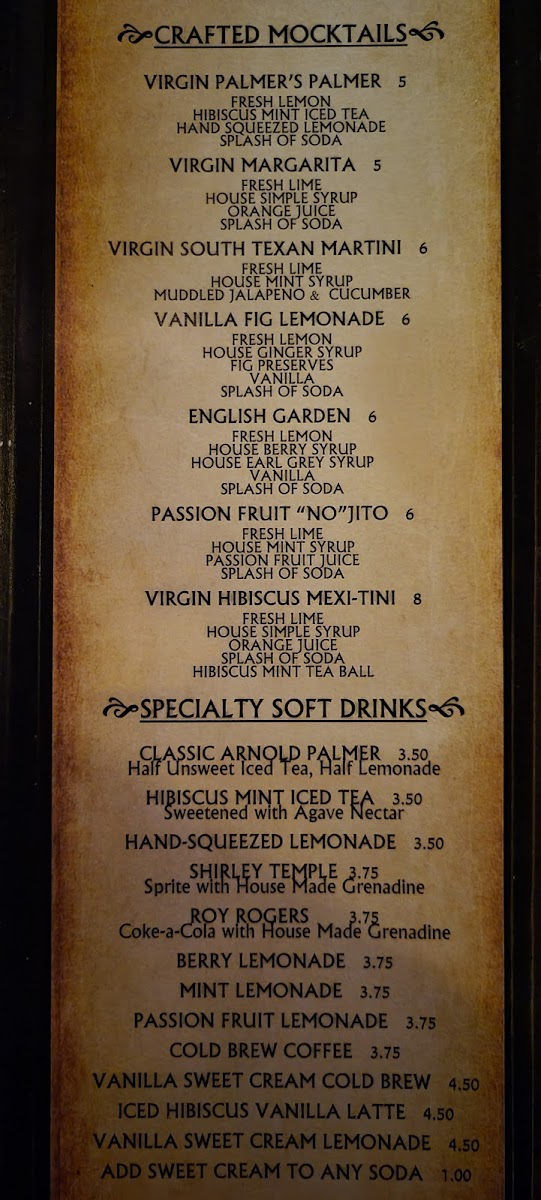 CRAFTED MOCKTAILS
VIRGIN PALMER'S PALMER 5
FRESH LEMON
HIBISCUS MINT ICED TEA
HAND SQUEEZED LEMONADE
SPLASH OF SODA
VIRGIN MARGARITA 5
FRESH LIME
HOUSE SIMPLE SYRUP
ORANGE JUICE
SPLASH OF SODA
VIRGIN SOUTH TEXAN MARTINI 6
FRESH LIME
HOUSE MINT SYRUP
MUDDLED JALAPENO & CUCUMBER
VANILLA FIG LEMONADE 6
FRESH LEMON
HOUSE GINGER SYRUP
FIG PRESERVES
VANILLA
SPLASH OF SODA
ENGLISH GARDEN 6
FRESH LEMON
HOUSE BERRY SYRUP
HOUSE EARL GREY SYRUP
VANILLA
SPLASH OF SODA
PASSION FRUIT "NO"JITO 6
FRESH LIME
HOUSE MINT SYRUP
PASSION FRUIT JUICE
SPLASH OF SODA
VIRGIN HIBISCUS MEXI-TINI 8
FRESH LIME
HOUSE SIMPLE SYRUP
ORANGE JUICE
SPLASH OF SODA
HIBISCUS MINT TEA BALL
SPECIALTY SOFT DRINKS
CLASSIC ARNOLD PALMER 3.50
Half Unsweet Iced Tea, Half Lemonade
HIBISCUS MINT ICED TEA 3.50
Sweetened with Agave Nectar
HAND-SQUEEZED LEMONADE 3.50
SHIRLEY TEMPLE 3.75
Sprite with House Made Grenadine
ROY ROGERS 3.75
Coke-a-Cola with House Made Grenadine
BERRY LEMONADE 3.75
MINT LEMONADE 3.75
PASSION FRUIT LEMONADE 3.75
COLD BREW COFFEE 3.75
VANILLA SWEET CREAM COLD BREW 4.50
ICED HIBISCUS VANILLA LATTE 4.50
VANILLA SWEET CREAM LEMONADE 4.50
ADD SWEET CREAM TO ANY SODA 1.00